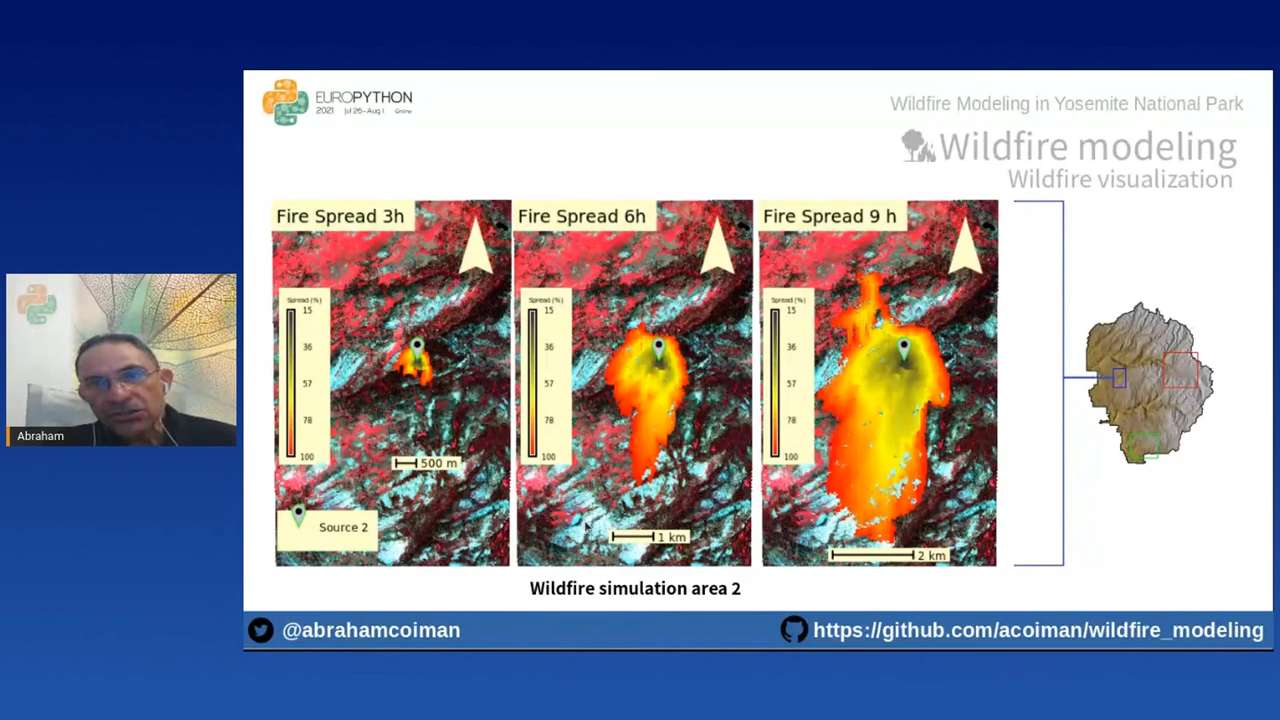 EUROPYTHON
2021 Jul 26-Aug 1 Online
Wildfire Modeling in Yosemite National Park
Wildfire modeling
Wildfire visualization
Fire Spread 3h
Fire Spread 6h
Fire Spread 9 h
Spread (%)
15
36
57
78
100
500 m
Source 2
Spread (%)
15
36
57
78
100
1 km
Spread (%)
15
36
57
78
100
2 km
Wildfire simulation area 2
Abraham
@abrahamcoiman
https://github.com/acoiman/wildfire_modeling